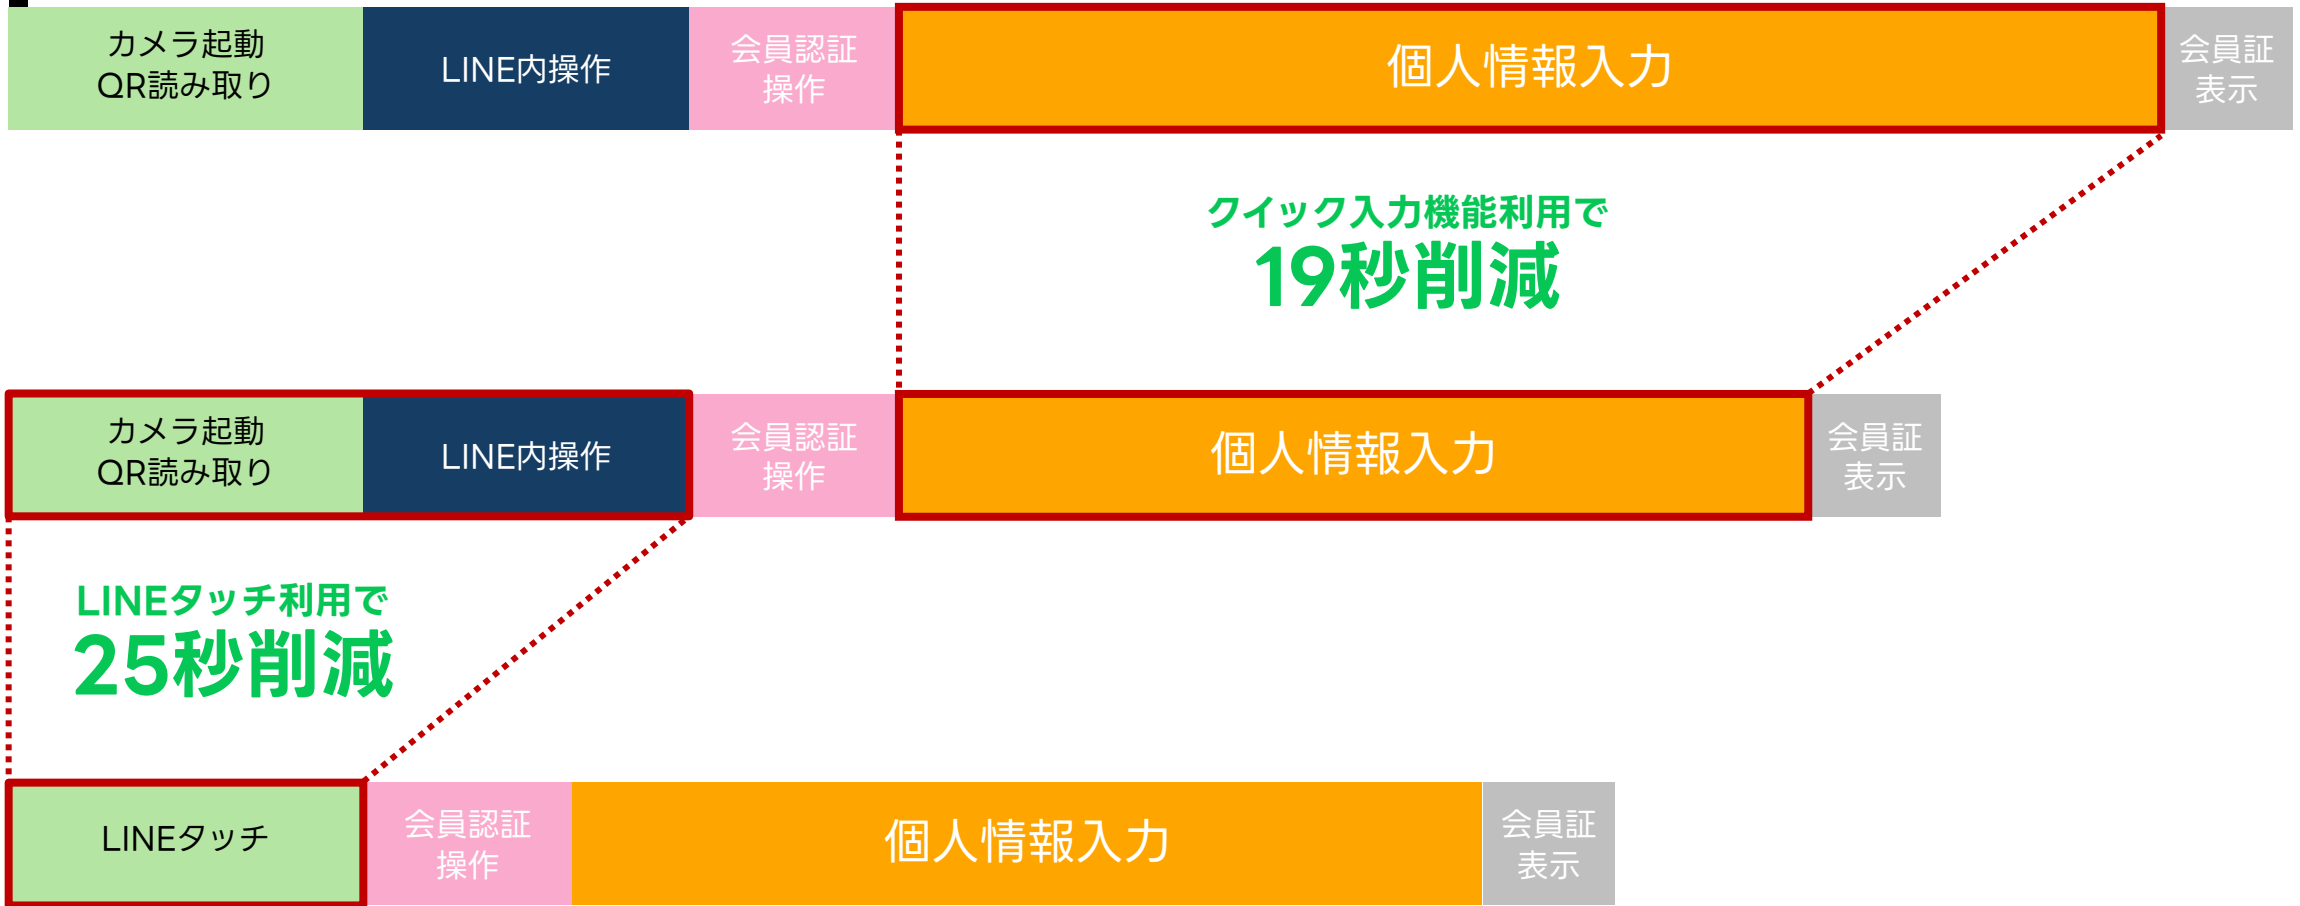 カメラ起動
QR読み取り
LINE内操作
会員認証
操作
個人情報入力
会員証
表示
クイック入力機能利用で
19秒削減
カメラ起動
QR読み取り
LINE内操作
会員認証
操作
個人情報入力
会員証
表示
LINEタッチ利用で
25秒削減
LINEタッチ
会員認証
操作
個人情報入力
会員証
表示